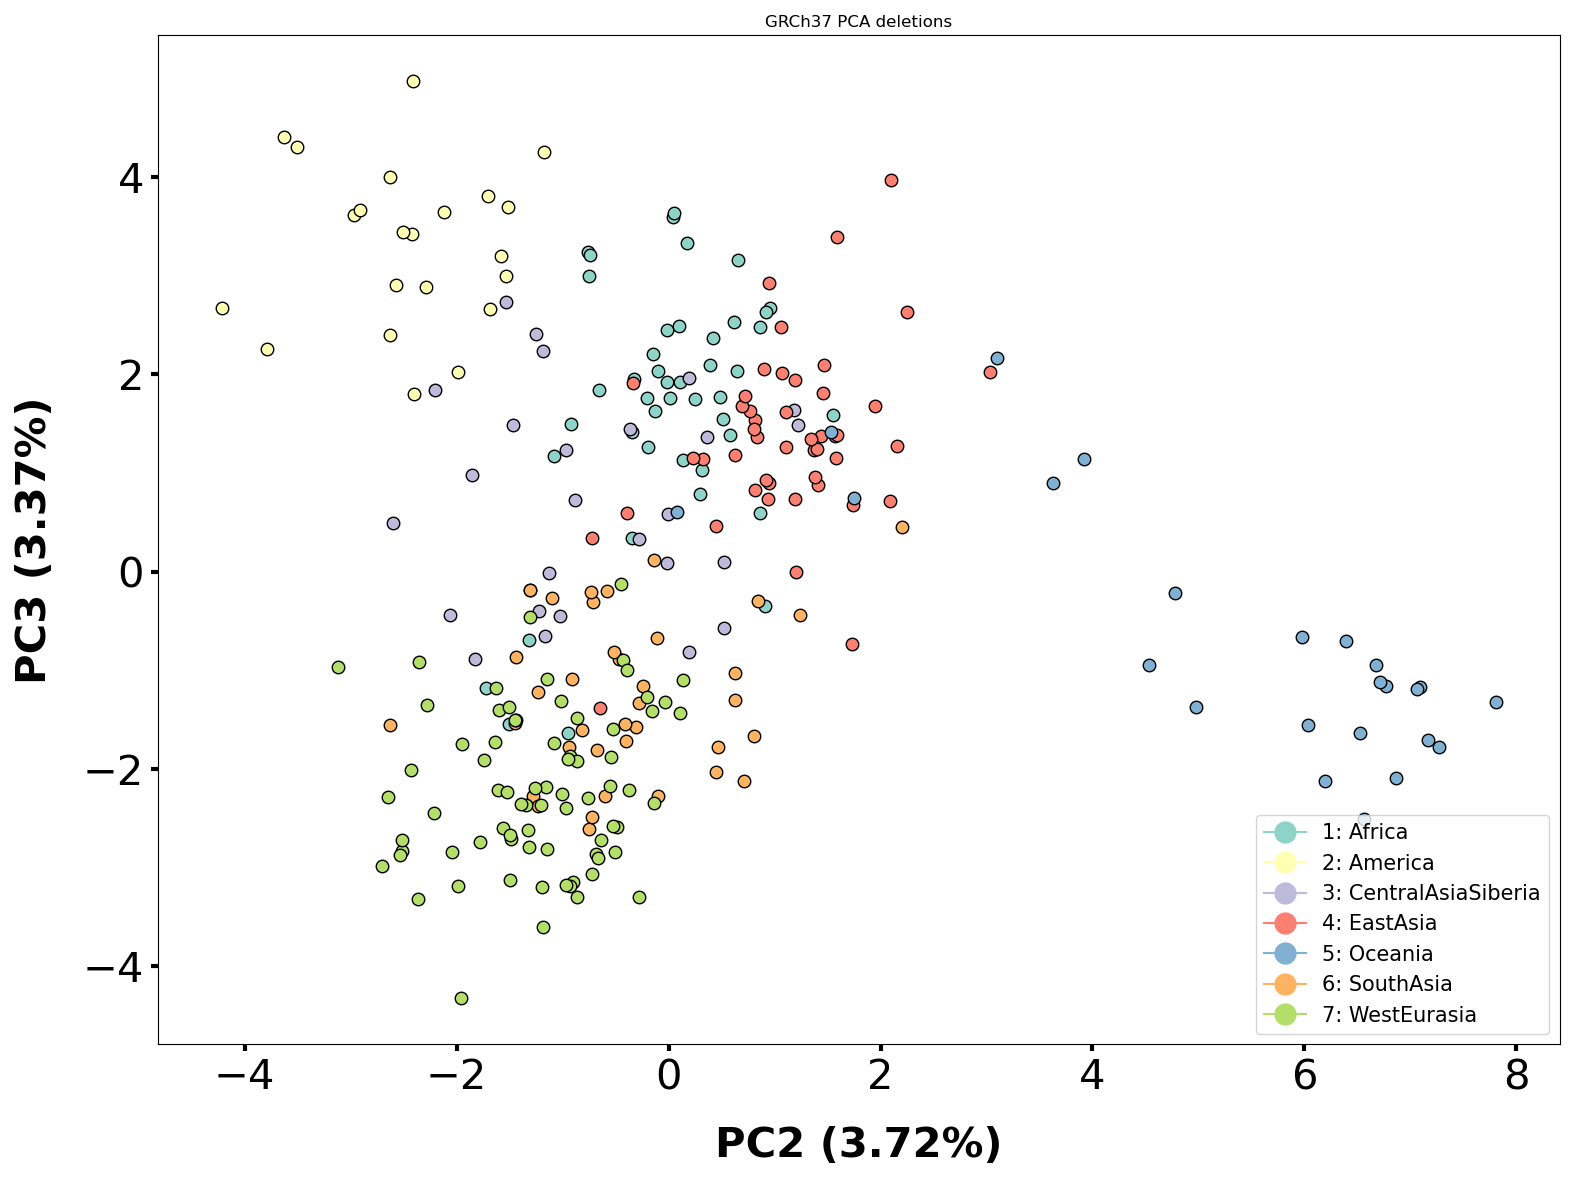 GRCh37 PCA deletions
PC3 (3.37%)
4
2
0
−2
−4
1: Africa
2: America
3: CentralAsiaSiberia
4: EastAsia
5: Oceania
6: SouthAsia
7: WestEurasia
−4 −2 0 2 4 6 8
PC2 (3.72%)